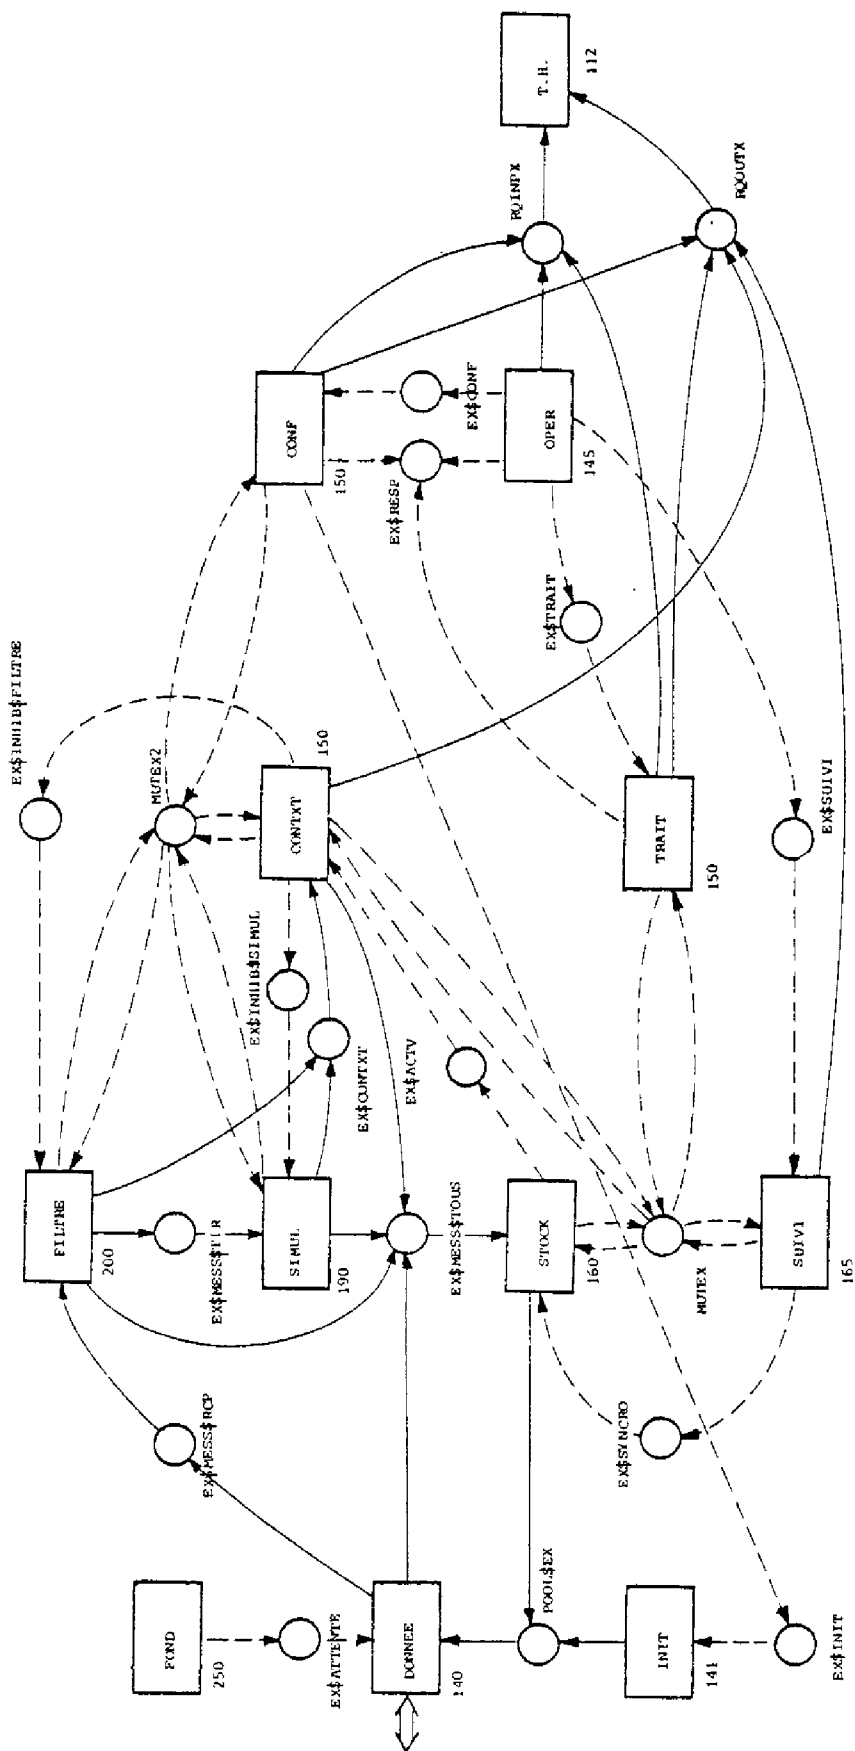 EX$INHIB$FILTRE
FILTRE
200
MUTEX2
FOND
250
EX$MESS$RCP
EX$MESS$TIR
EX$INHIB$SIMUL
SIMUL
190
CONTXT
150
CONF
150
EX$ATTENTE
EX$CONTXT
EX$RESP
DONNEE
140
EX$ACTV
EX$MESS$TOUS
EX$CONF
POOL$EX
STOCK
160
EX$TRAIT
OPER
145
T.H.
112
RQINPX
EX$SYNCRO
INIT
141
MUTEX
TRAIT
150
RQOUTX
SUIVI
165
EX$SUIVI
EX$INIT